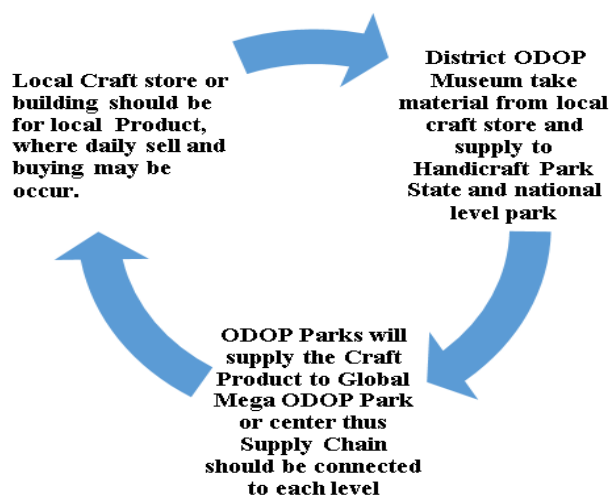 Local Craft store or
building should be
for local Product,
where daily sell and
buying may be
occur.
District ODOP
Museum take
material from local
craft store and
supply to
Handicraft Park
State and national
level park
ODOP Parks will
supply the Craft
Product to Global
Mega ODOP Park
or center thus
Supply Chain
should be connected
to each level